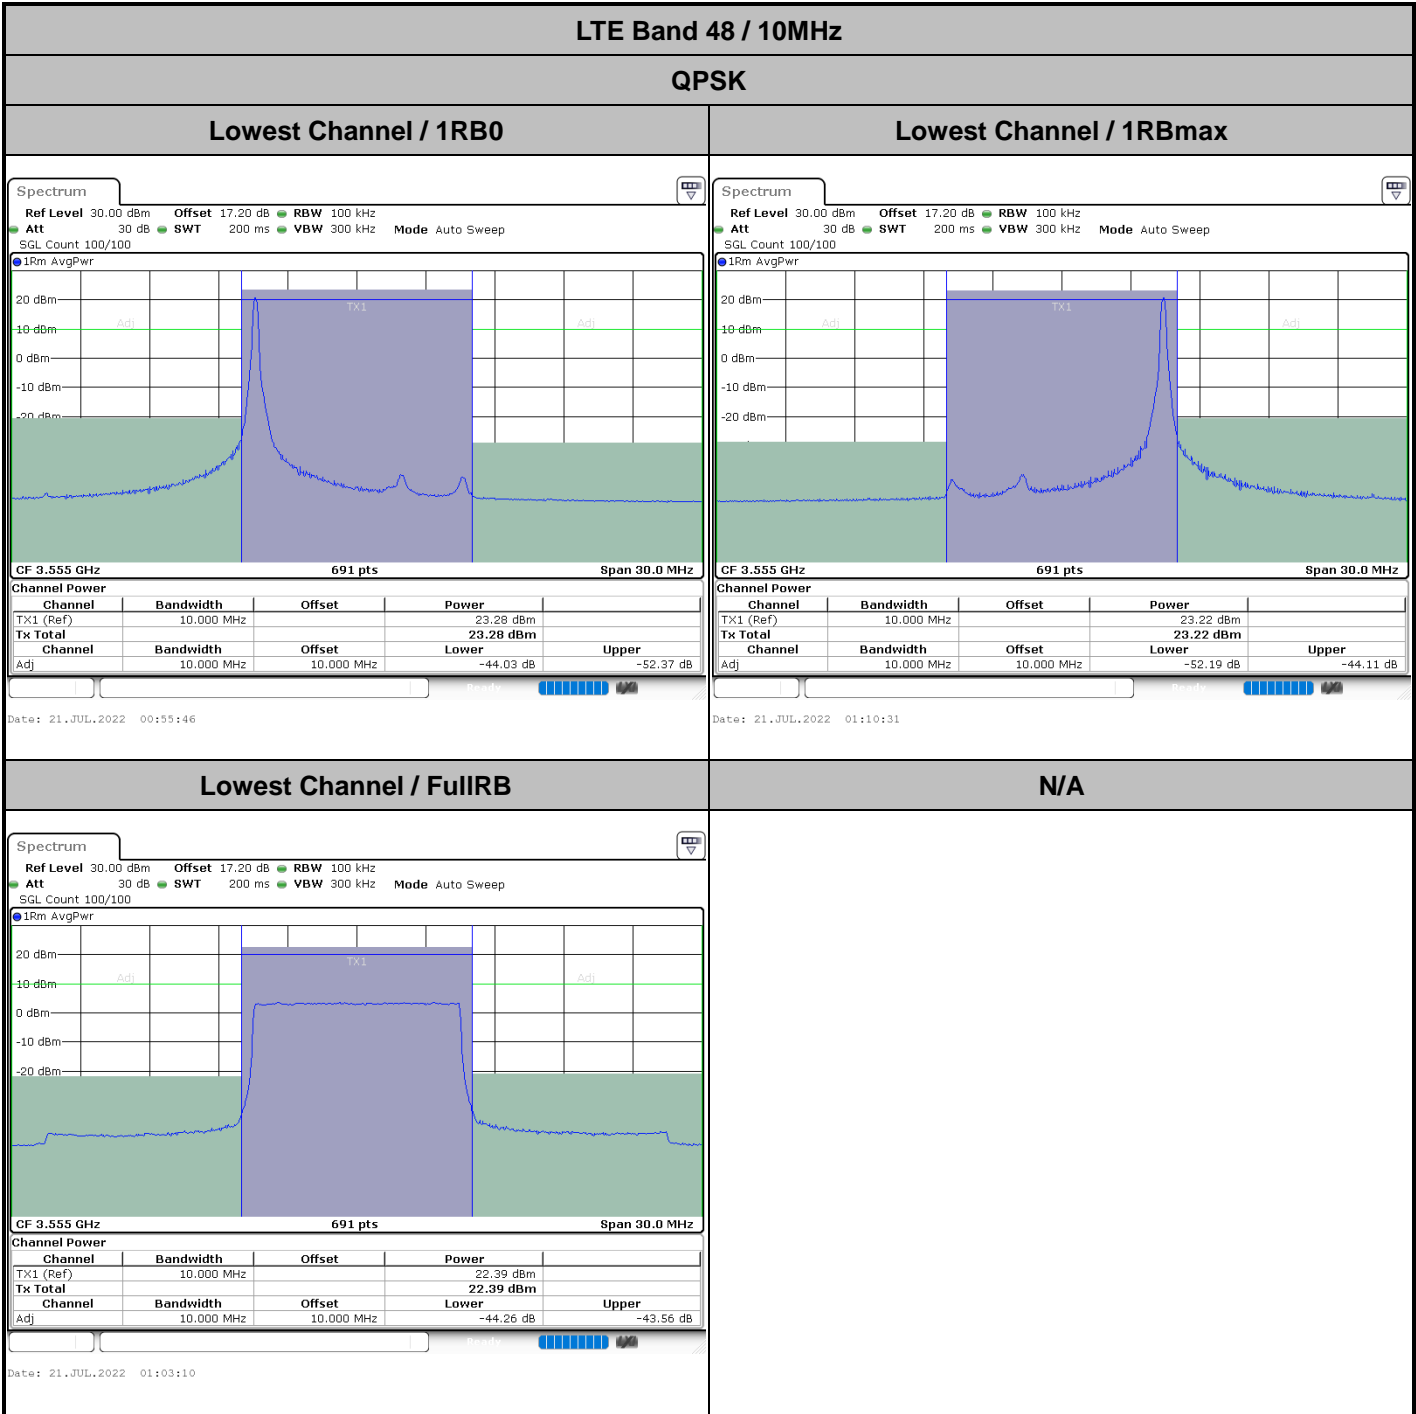 LTE Band 48 / 10MHz
QPSK
Lowest Channel / 1RB0
Lowest Channel / 1RBmax
Spectrum
Ref Level 30.00 dBm Offset 17.20 dB RBW 100 kHz
Att 30 dB SWT 200 ms VBW 300 kHz Mode Auto Sweep
SGL Count 100/100
1Rm AvgPwr
20 dBm
10 dBm
0 dBm
-10 dBm
-20 dBm
Adj
TX1
Adj
CF 3.555 GHz 691 pts Span 30.0 MHz
Channel Power
Channel Bandwidth Offset Power
TX1 (Ref) 10.000 MHz 23.28 dBm
Tx Total 23.28 dBm
Channel Bandwidth Offset Lower Upper
Adj 10.000 MHz 10.000 MHz -44.03 dB -52.37 dB
Ready
Date: 21.JUL.2022 00:55:46
Spectrum
Ref Level 30.00 dBm Offset 17.20 dB RBW 100 kHz
Att 30 dB SWT 200 ms VBW 300 kHz Mode Auto Sweep
SGL Count 100/100
1Rm AvgPwr
20 dBm
10 dBm
0 dBm
-10 dBm
-20 dBm
Adj
TX1
Adj
CF 3.555 GHz 691 pts Span 30.0 MHz
Channel Power
Channel Bandwidth Offset Power
TX1 (Ref) 10.000 MHz 23.22 dBm
Tx Total 23.22 dBm
Channel Bandwidth Offset Lower Upper
Adj 10.000 MHz 10.000 MHz -52.19 dB -44.11 dB
Ready
Date: 21.JUL.2022 01:10:31
Lowest Channel / FullRB
N/A
Spectrum
Ref Level 30.00 dBm Offset 17.20 dB RBW 100 kHz
Att 30 dB SWT 200 ms VBW 300 kHz Mode Auto Sweep
SGL Count 100/100
1Rm AvgPwr
20 dBm
10 dBm
0 dBm
-10 dBm
-20 dBm
Adj
TX1
Adj
CF 3.555 GHz 691 pts Span 30.0 MHz
Channel Power
Channel Bandwidth Offset Power
TX1 (Ref) 10.000 MHz 22.39 dBm
Tx Total 22.39 dBm
Channel Bandwidth Offset Lower Upper
Adj 10.000 MHz 10.000 MHz -44.26 dB -43.56 dB
Ready
Date: 21.JUL.2022 01:03:10